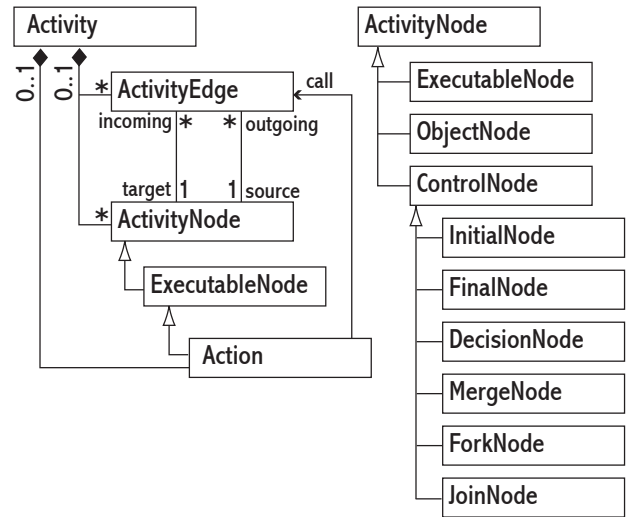 Activity
0..1
0..1
*
ActivityEdge
call
incoming
*
*
outgoing
target
1
1
source
*
ActivityNode
ExecutableNode
Action
ActivityNode
ExecutableNode
ObjectNode
ControlNode
InitialNode
FinalNode
DecisionNode
MergeNode
ForkNode
JoinNode